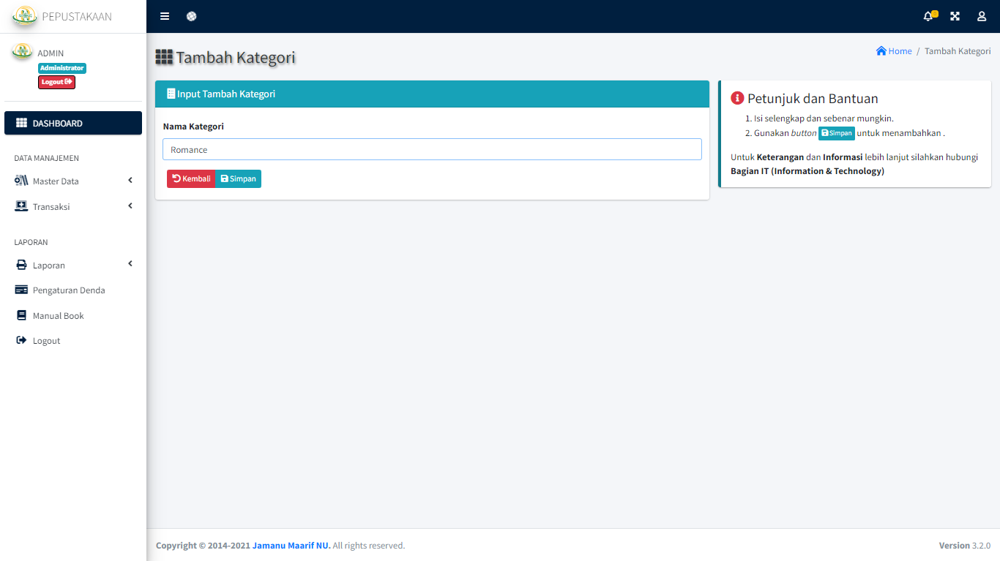 PEPUSTAKAAN
0
ADMIN
Administrator
Logout
DASHBOARD
DATA MANAJEMEN
Master Data
Transaksi
LAPORAN
Laporan
Pengaturan Denda
Manual Book
Logout
Tambah Kategori
Home / Tambah Kategori
Input Tambah Kategori
Nama Kategori
Romance
Kembali Simpan
Petunjuk dan Bantuan
1. Isi selengkap dan sebenar mungkin.
2. Gunakan button Simpan untuk menambahkan .
Untuk Keterangan dan Informasi lebih lanjut silahkan hubungi
Bagian IT (Information & Technology)
Copyright © 2014-2021 Jamanu Maarif NU. All rights reserved.
Version 3.2.0